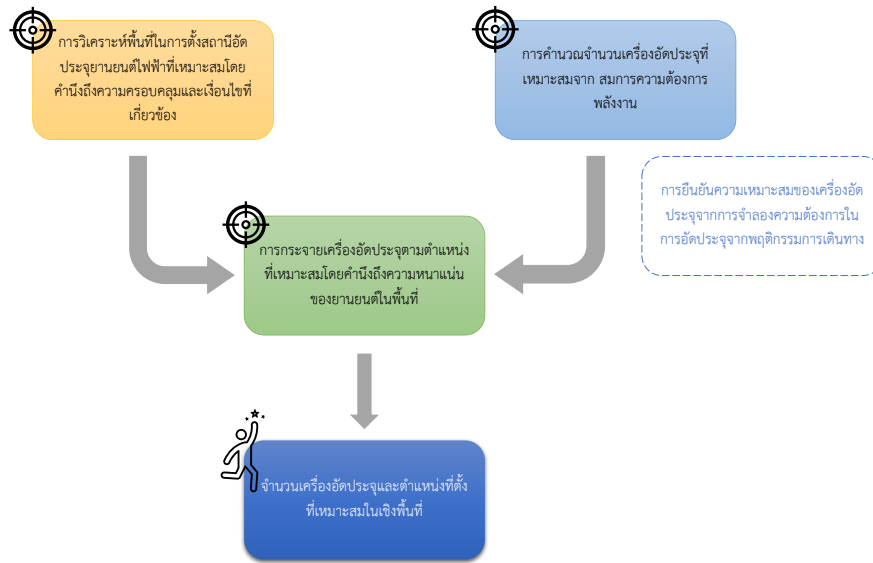 การวิเคราะห์พื้นที่ในการตั้งสถานีอัด
ประจุยานยนต์ไฟฟ้าที่เหมาะสมโดย
คำนึงถึงความครอบคลุมและเงื่อนไขที่
เกี่ยวข้อง
การคำนวณจำนวนเครื่องอัดประจุที่
เหมาะสมจาก สมการความต้องการ
พลังงาน
การยืนยันความเหมาะสมของเครื่องอัด
ประจุจากการจำลองความต้องการใน
การอัดประจุจากพฤติกรรมการเดินทาง
การกระจายเครื่องอัดประจุตามตำแหน่ง
ที่เหมาะสมโดยคำนึงถึงความหนาแน่น
ของยานยนต์ในพื้นที่
จำนวนเครื่องอัดประจุและตำแหน่งที่ตั้ง
ที่เหมาะสมในเชิงพื้นที่